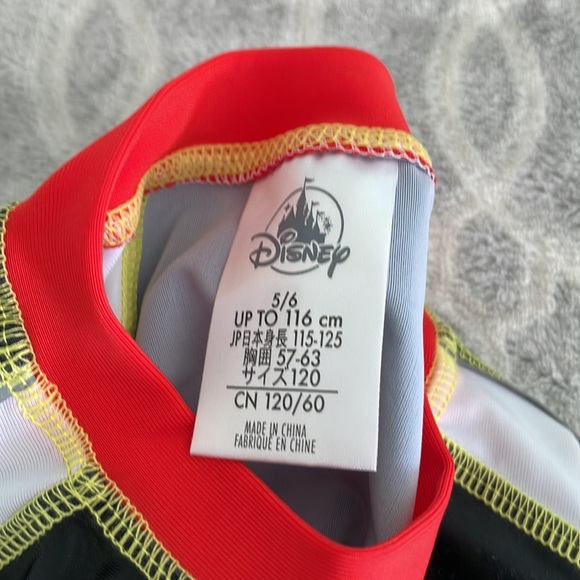 Disney
5/6
UP TO 116 cm
JP日本身長 115-125
胸囲 57-63
サイズ120
CN 120/60
MADE IN CHINA
FABRIQUÉ EN CHINE